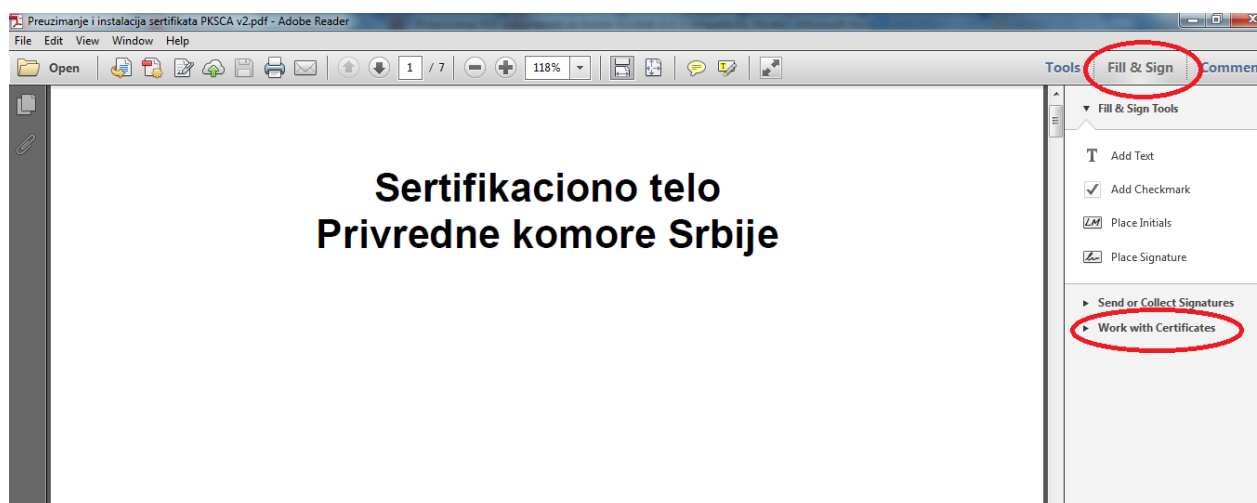 Preuzimanje i instalacija sertifikata PKSCA v2.pdf - Adobe Reader
File Edit View Window Help
Open 1 / 7 118% Tools Fill & Sign Commen
Fill & Sign Tools
T Add Text
Add Checkmark
LM Place Initials
Place Signature
Send or Collect Signatures
Work with Certificates
Sertifikaciono telo
Privredne komore Srbije